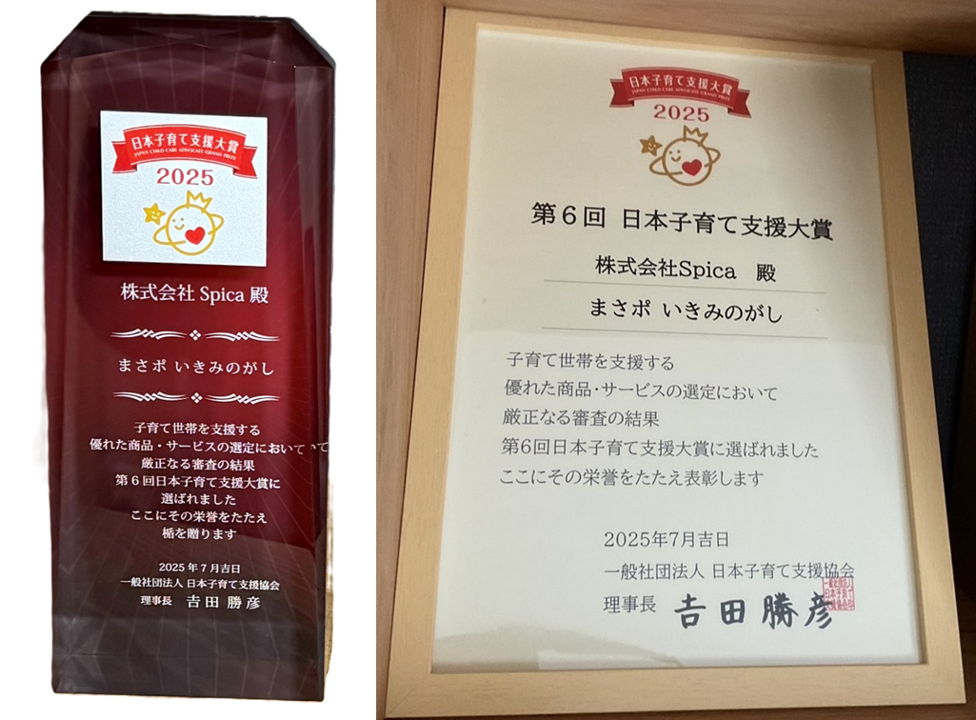 日本子育て支援大賞
JAPAN CHILD CARE ADVOCATE GRAND PRIZE
2025
株式会社 Spica 殿
まさポ いきみのがし
子育て世帯を支援する
優れた商品・サービスの選定において
厳正なる審査の結果
第6回日本子育て支援大賞に
選ばれました
ここにその栄誉をたたえ
楯を贈ります
2025年7月吉日
一般社団法人 日本子育て支援協会
理事長 吉田 勝彦
日本子育て支援大賞
JAPAN CHILD CARE ADVOCATE GRAND PRIZE
2025
第6回 日本子育て支援大賞
株式会社Spica 殿
まさポ いきみのがし
子育て世帯を支援する
優れた商品・サービスの選定において
厳正なる審査の結果
第6回日本子育て支援大賞に選ばれました
ここにその栄誉をたたえ表彰します
2025年7月吉日
一般社団法人 日本子育て支援協会
理事長 吉田勝彦